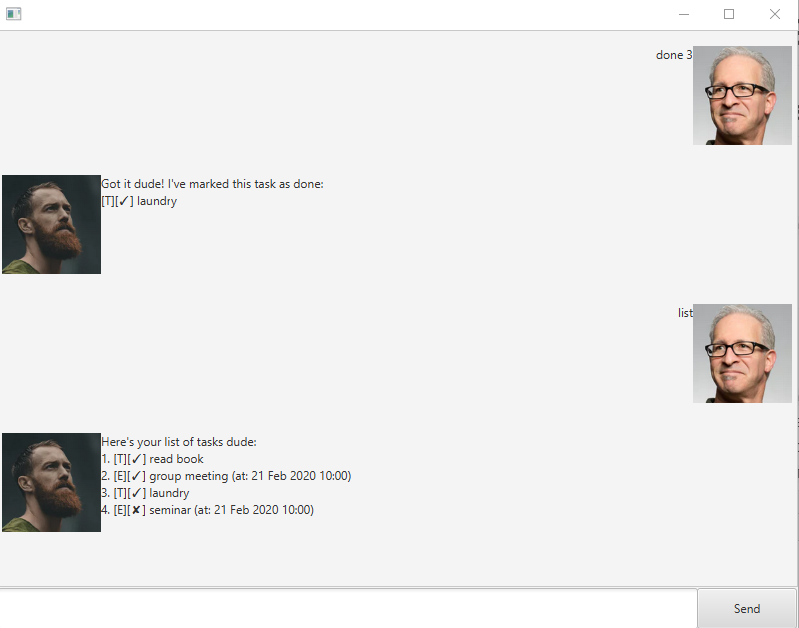 done 3
Got it dude! I've marked this task as done:
[T][✓] laundry
list
Here's your list of tasks dude:
1. [T][✓] read book
2. [E][✓] group meeting (at: 21 Feb 2020 10:00)
3. [T][✓] laundry
4. [E][✘] seminar (at: 21 Feb 2020 10:00)
Send